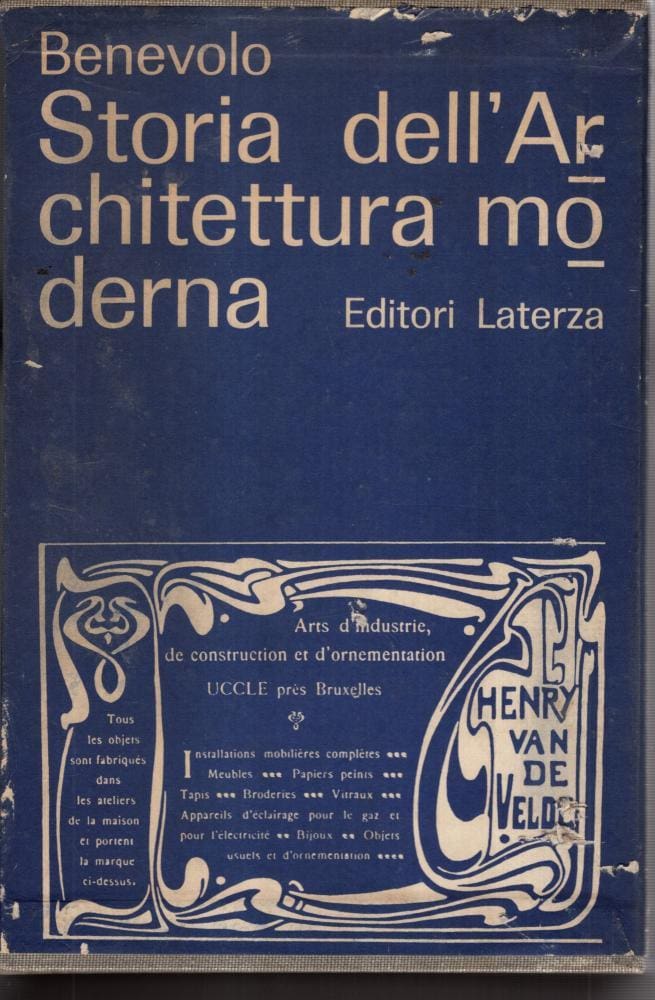 Benevolo
Storia dell'Ar
chitettura mo
derna Editori Laterza
Arts d'industrie,
de construction et d'ornementation
UCCLE près Bruxelles
Tous
les objets
sont fabriqués
dans
les ateliers
de la maison
et portent
la marque
ci-dessus.
Installations mobilières complètes
Meubles Papiers peints
Tapis Broderies Vitraux
Appareils d'éclairage pour le gaz et
pour l'électricité Bijoux Objets
usuels et d'ornementation
HENRY
VAN
DE
VELDE